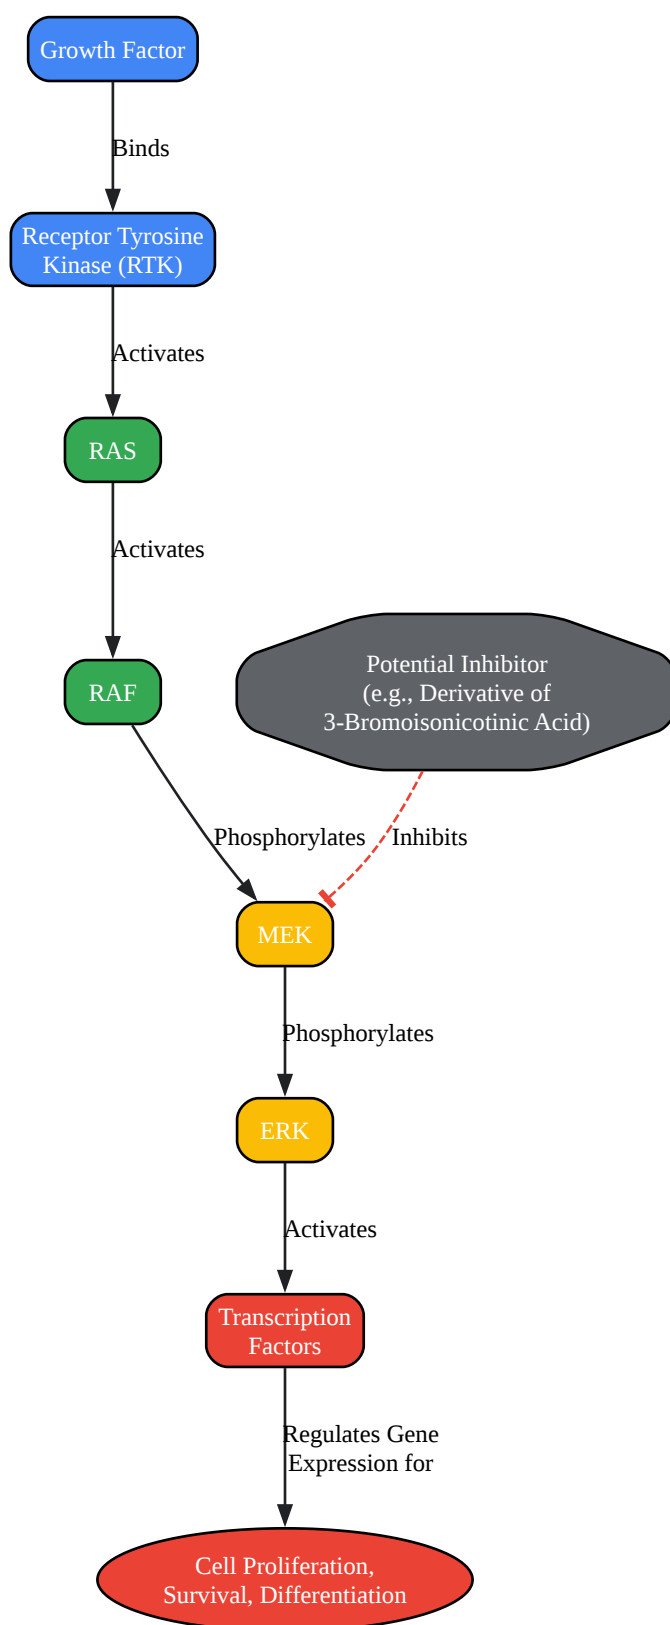 Growth Factor
Binds
Receptor Tyrosine
Kinase (RTK)
Activates
RAS
Activates
RAF
Potential Inhibitor
(e.g., Derivative of
3-Bromoisonicotinic Acid)
Phosphorylates
Inhibits
MEK
Phosphorylates
ERK
Activates
Transcription
Factors
Regulates Gene
Expression for
Cell Proliferation,
Survival, Differentiation